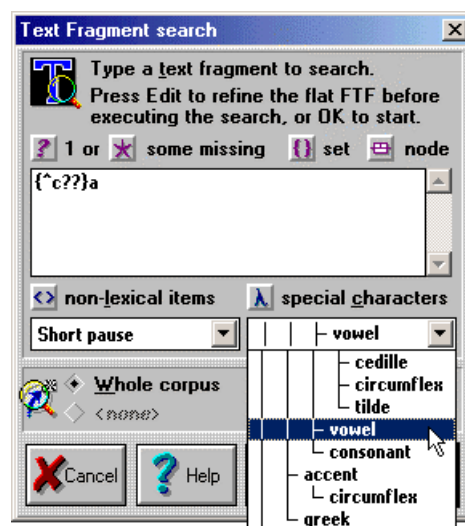 Text Fragment search
Type a text fragment to search.
Press Edit to refine the flat FTF before
executing the search, or OK to start.
? 1 or * some missing {} set node
{^c??}a
<> non-lexical items λ special characters
Short pause vowel
cedille
circumflex
tilde
vowel
consonant
accent
circumflex
greek
Whole corpus
<none>
Cancel ? Help